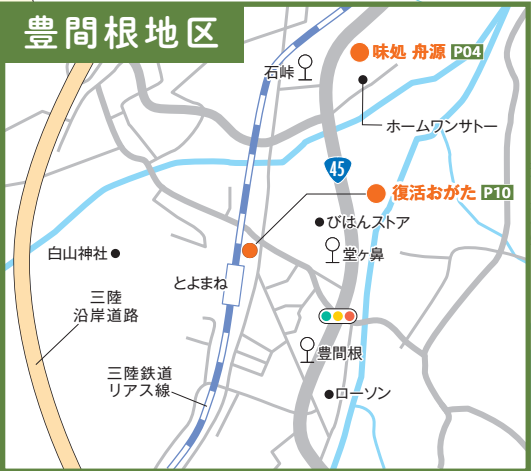 豊間根地区
味処 舟源 P04
石峠
ホームワンサトー
45
復活おがた P10
びはんストア
堂ヶ鼻
白山神社
とよまね
三陸
沿岸道路
豊間根
三陸鉄道
リアス線
ローソン